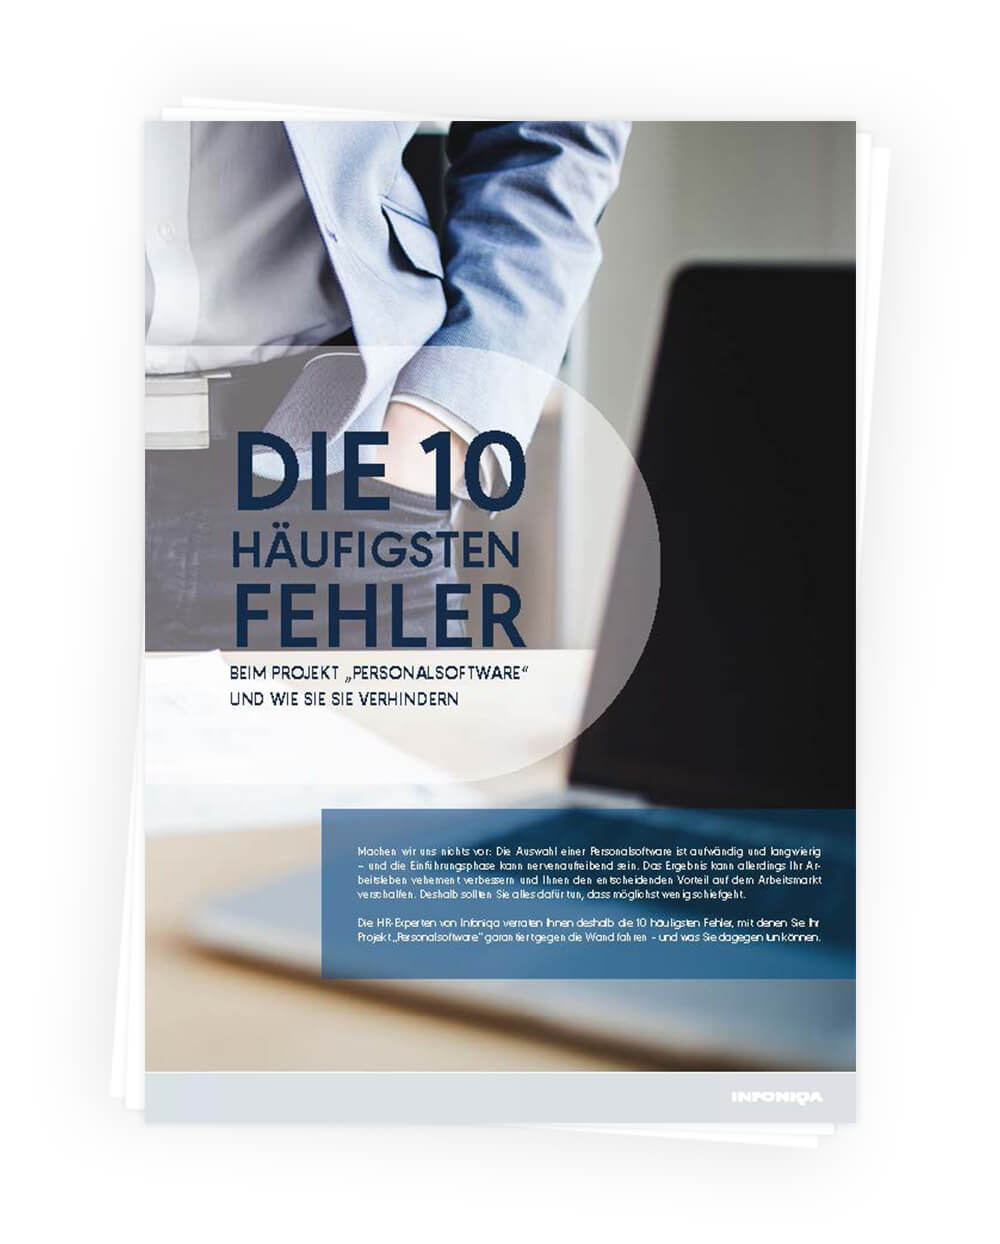 DIE 10
HÄUFIGSTEN
FEHLER
BEIM PROJEKT „PERSONALSOFTWARE“
UND WIE SIE SIE VERHINDERN
Machen wir uns nichts vor: Die Auswahl einer Personalsoftware ist aufwändig und langwierig
– und die Einführungsphase kann nervenaufreibend sein. Das Ergebnis kann allerdings Ihr Ar-
beitsleben vehement verbessern und Ihnen den entscheidenden Vorteil auf dem Arbeitsmarkt
verschaffen. Deshalb sollten Sie alles dafür tun, dass möglichst wenig schiefgeht.
Die HR-Experten von Infoniqa verraten Ihnen deshalb die 10 häufigsten Fehler, mit denen Sie Ihr
Projekt „Personalsoftware“ garantiert gegen die Wand fahren – und was Sie dagegen tun können.
INFONIQA